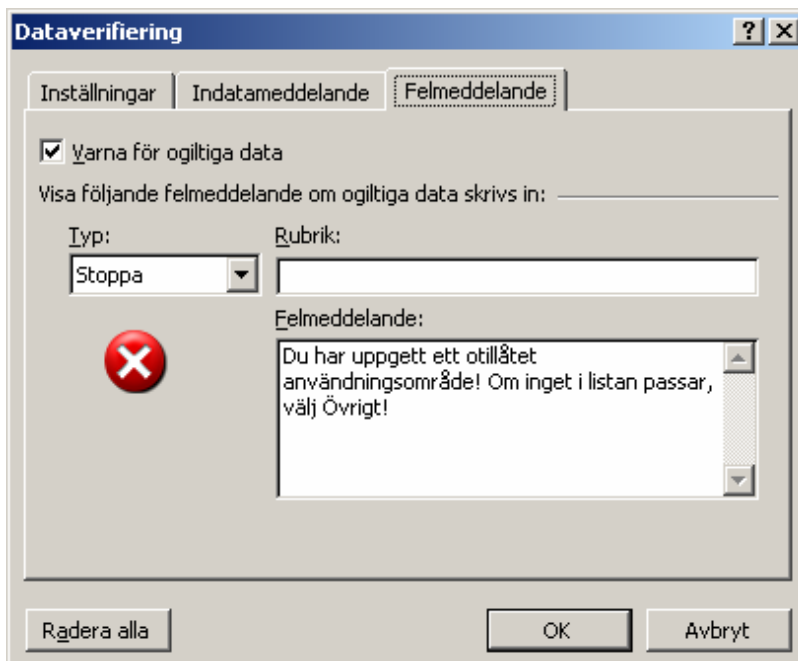 Dataverifiering
Inställningar
Indatameddelande
Felmeddelande
Varna för ogiltiga data
Visa följande felmeddelande om ogiltiga data skrivs in:
Typ:
Rubrik:
Stoppa
Felmeddelande:
Du har uppgett ett otillåtet
användningsområde! Om inget i listan passar,
välj Övrigt!
Radera alla
OK
Avbryt